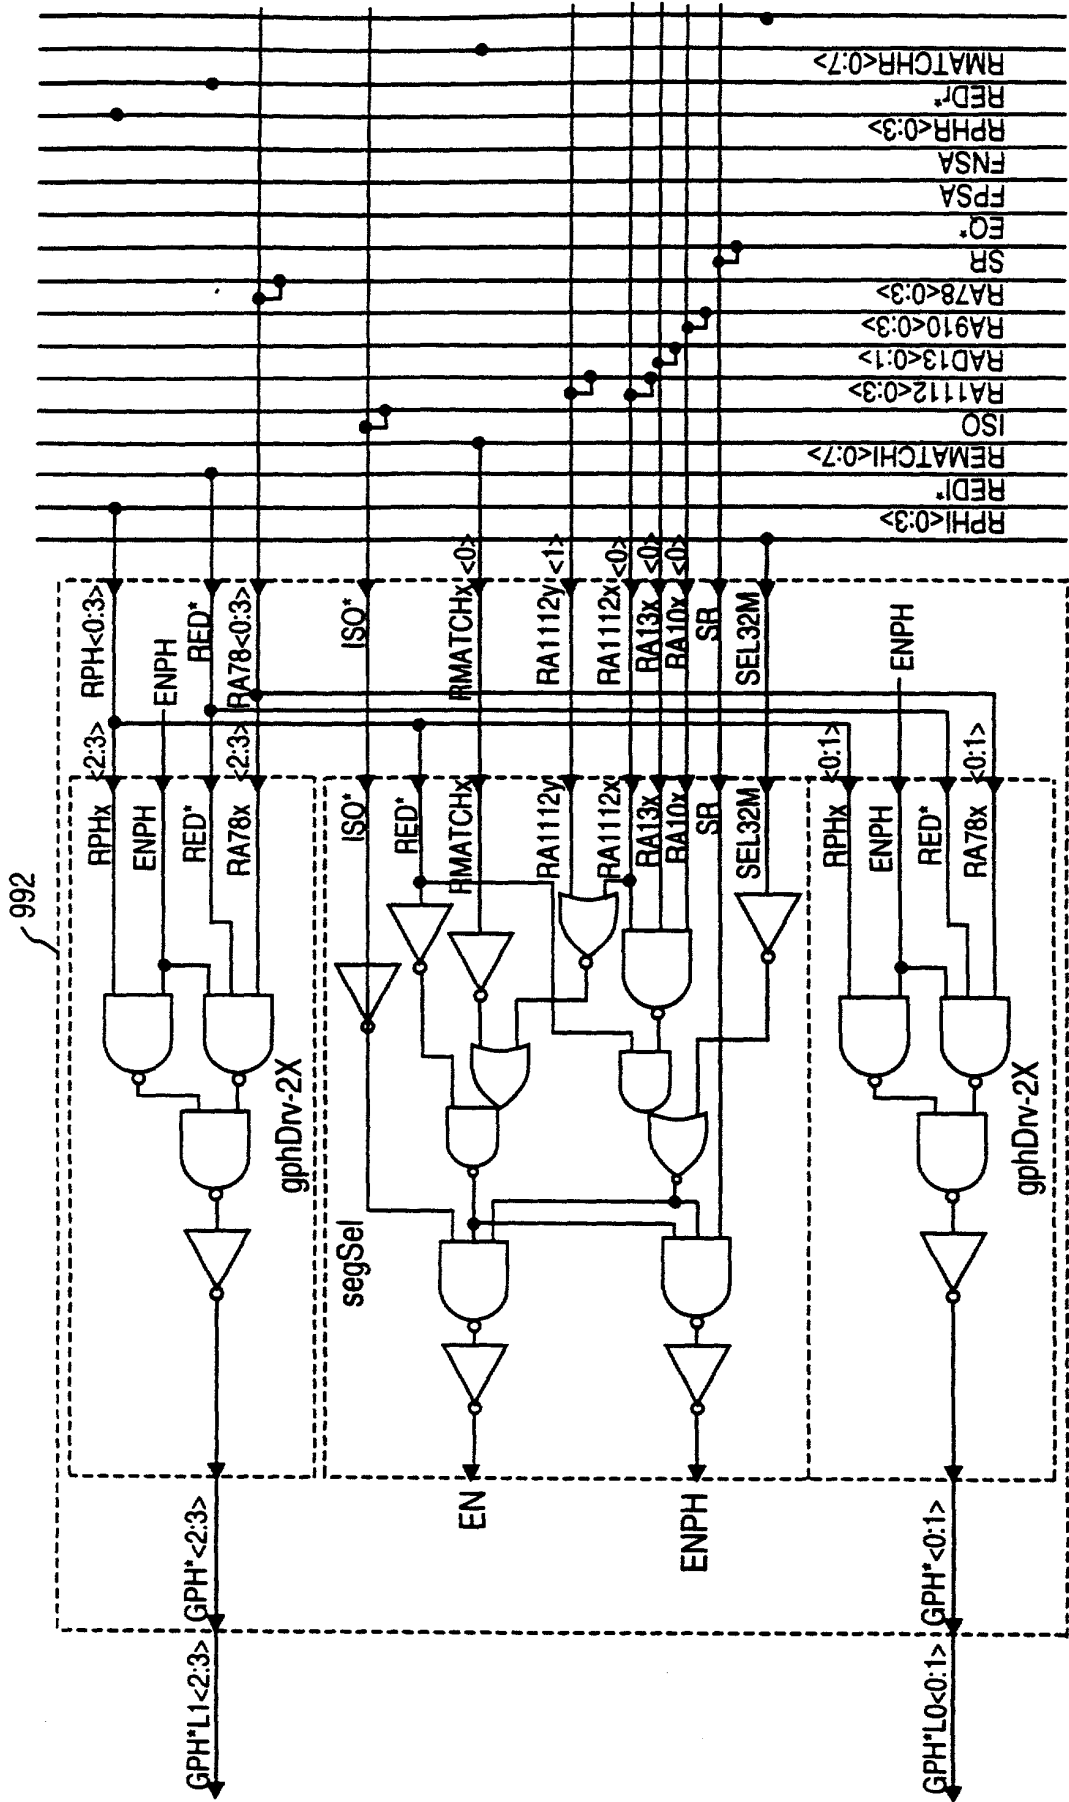 992
RMATCHR<0:7>
REDr*
RPHR<0:3>
FNSA
FPSA
EQ*
SR
RA78<0:3>
RA910<0:3>
RAD13<0:1>
RA1112<0:3>
ISO
REMATCHI<0:7>
REDI*
RPHI<0:3>
RPH<0:3>
ENPH
RED*
RA78<0:3>
ISO*
RMATCHx <0>
RA1112y <1>
RA1112x <0>
RA13x <0>
RA10x <0>
SR
SEL32M
ENPH
<2:3>
<2:3>
<0:1>
<0:1>
RPHx
ENPH
RED*
RA78x
ISO*
RED*
RMATCHx
RA1112y
RA1112x
RA13x
RA10x
SR
SEL32M
RPHx
ENPH
RED*
RA78x
gphDrv-2X
segSel
gphDrv-2X
EN
ENPH
GPH*<2:3>
GPH*<0:1>
GPH*L1<2:3>
GPH*L0<0:1>